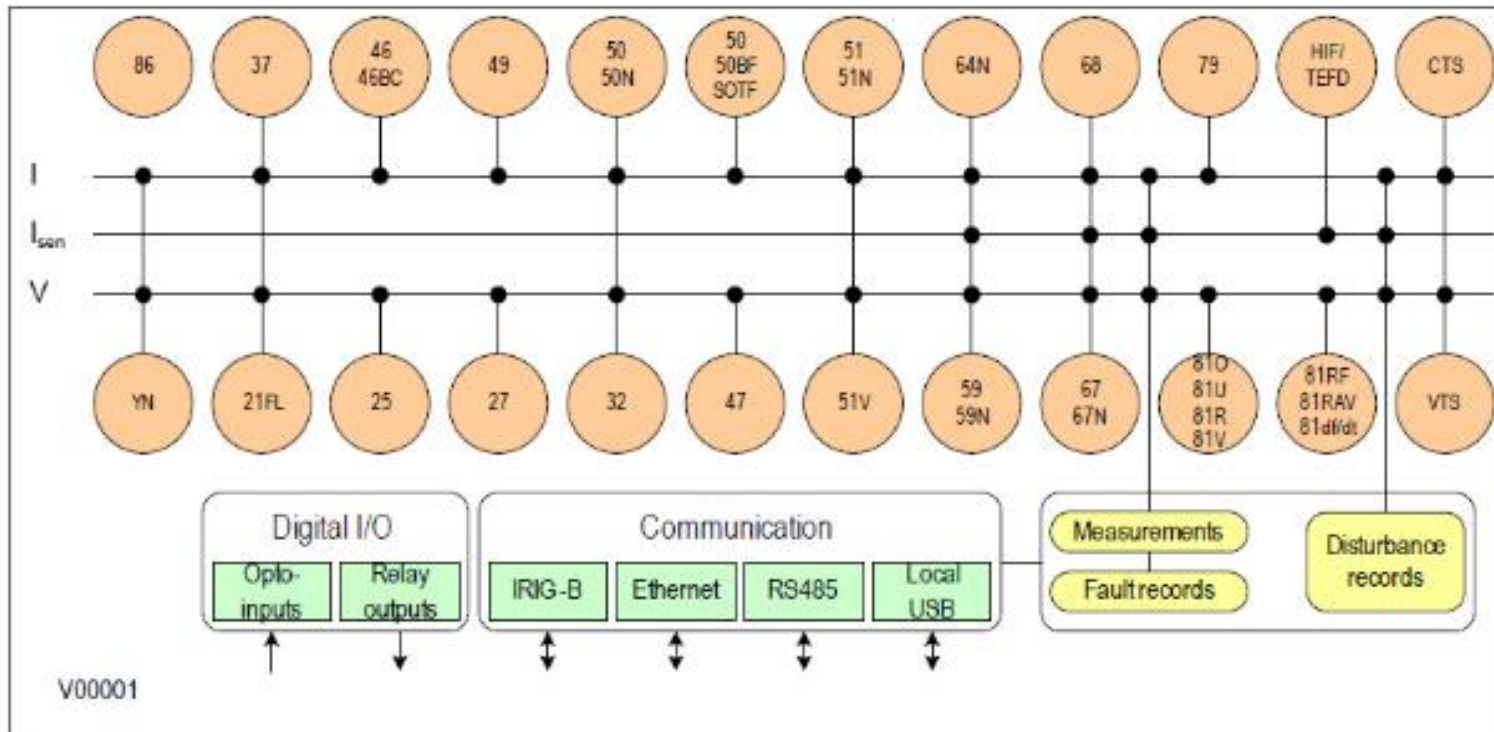 86
37
46
46BC
49
50
50N
50
50BF
SOTF
51
51N
64N
68
79
HIF/
TEFD
CTS
I
Isen
V
YN
21FL
25
27
32
47
51V
59
59N
67
67N
81O
81U
81R
81V
81RF
81RAV
81df/dt
VTS
Digital I/O
Opto-
inputs
Relay
outputs
Communication
IRIG-B
Ethernet
RS485
Local
USB
Measurements
Fault records
Disturbance
records
V00001